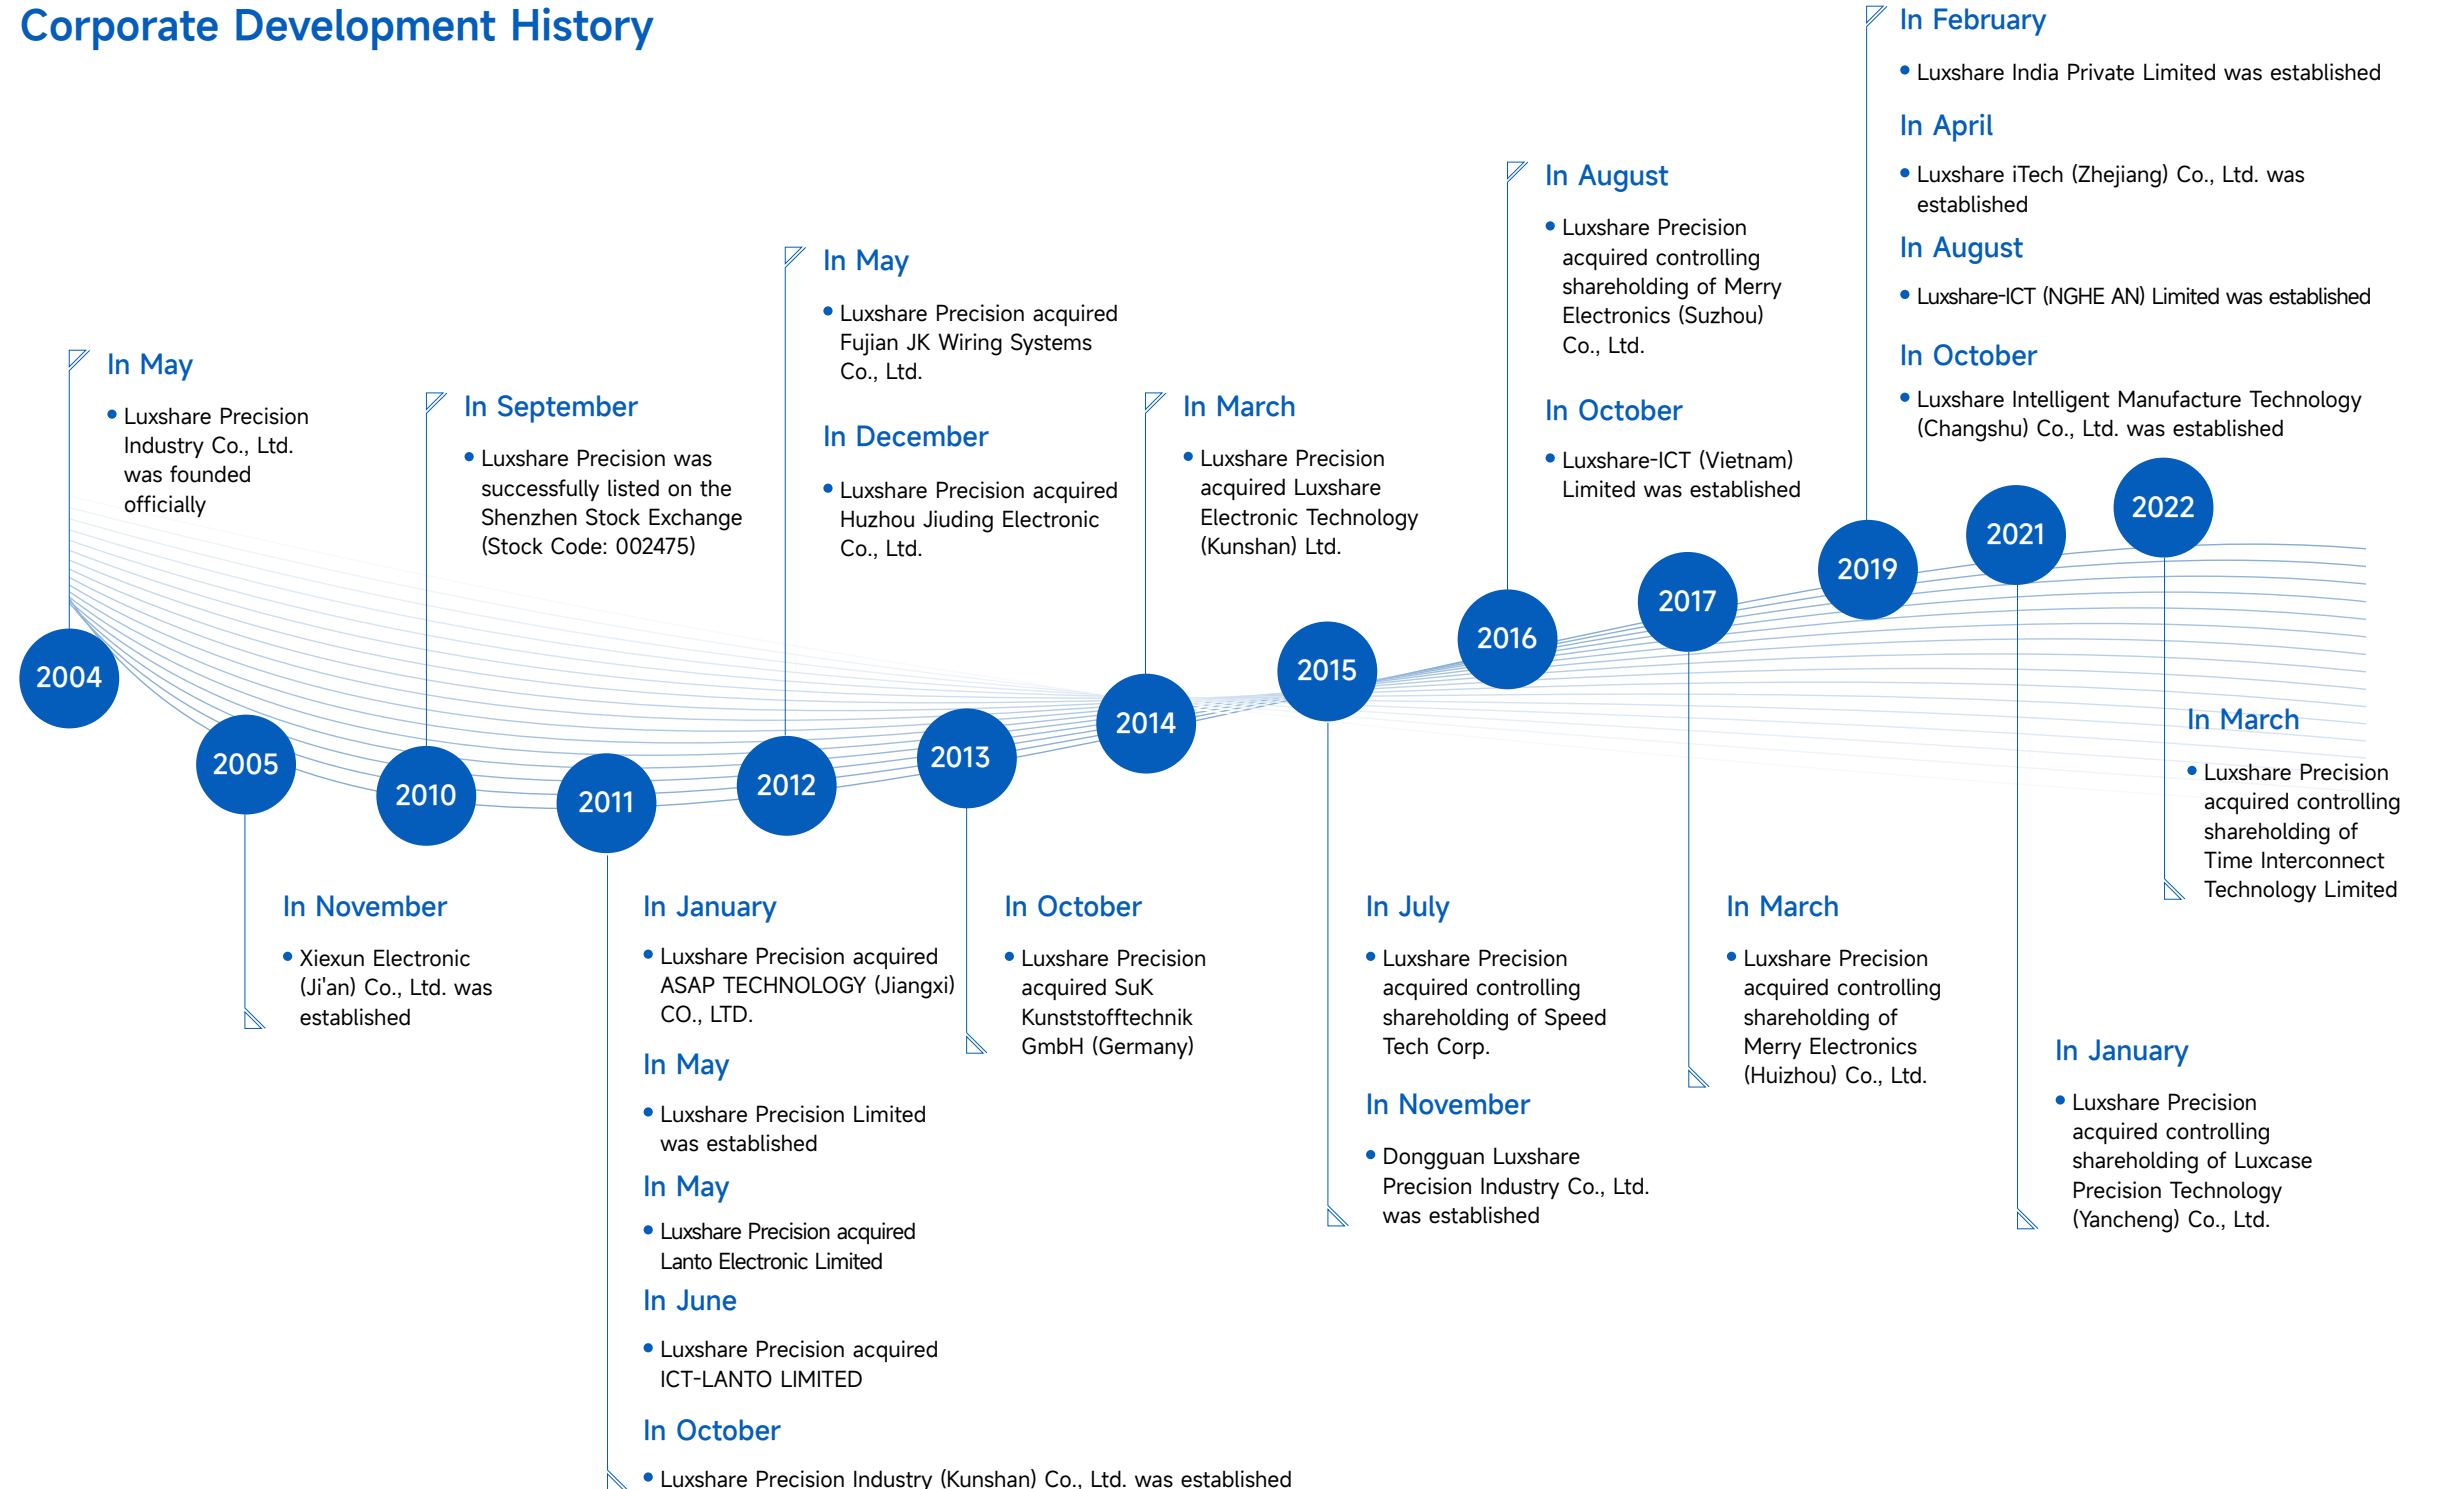 Corporate Development History
2004
In May
Luxshare Precision
Industry Co., Ltd.
was founded
officially
2005
In November
Xiexun Electronic
(Ji'an) Co., Ltd. was
established
2010
In September
Luxshare Precision was
successfully listed on the
Shenzhen Stock Exchange
(Stock Code: 002475)
2011
In January
Luxshare Precision acquired
ASAP TECHNOLOGY (Jiangxi)
CO., LTD.
In May
Luxshare Precision Limited
was established
In May
Luxshare Precision acquired
Lanto Electronic Limited
In June
Luxshare Precision acquired
ICT-LANTO LIMITED
In October
Luxshare Precision Industry (Kunshan) Co., Ltd. was established
2012
In May
Luxshare Precision acquired
Fujian JK Wiring Systems
Co., Ltd.
In December
Luxshare Precision acquired
Huzhou Jiuding Electronic
Co., Ltd.
2013
In October
Luxshare Precision
acquired SuK
Kunststofftechnik
GmbH (Germany)
2014
In March
Luxshare Precision
acquired Luxshare
Electronic Technology
(Kunshan) Ltd.
2015
In July
Luxshare Precision
acquired controlling
shareholding of Speed
Tech Corp.
In November
Dongguan Luxshare
Precision Industry Co., Ltd.
was established
2016
In August
Luxshare Precision
acquired controlling
shareholding of Merry
Electronics (Suzhou)
Co., Ltd.
In October
Luxshare-ICT (Vietnam)
Limited was established
2017
In March
Luxshare Precision
acquired controlling
shareholding of
Merry Electronics
(Huizhou) Co., Ltd.
2019
In February
Luxshare India Private Limited was established
In April
Luxshare iTech (Zhejiang) Co., Ltd. was
established
In August
Luxshare-ICT (NGHE AN) Limited was established
In October
Luxshare Intelligent Manufacture Technology
(Changshu) Co., Ltd. was established
2021
In January
Luxshare Precision
acquired controlling
shareholding of Luxcase
Precision Technology
(Yancheng) Co., Ltd.
2022
In March
Luxshare Precision
acquired controlling
shareholding of
Time Interconnect
Technology Limited